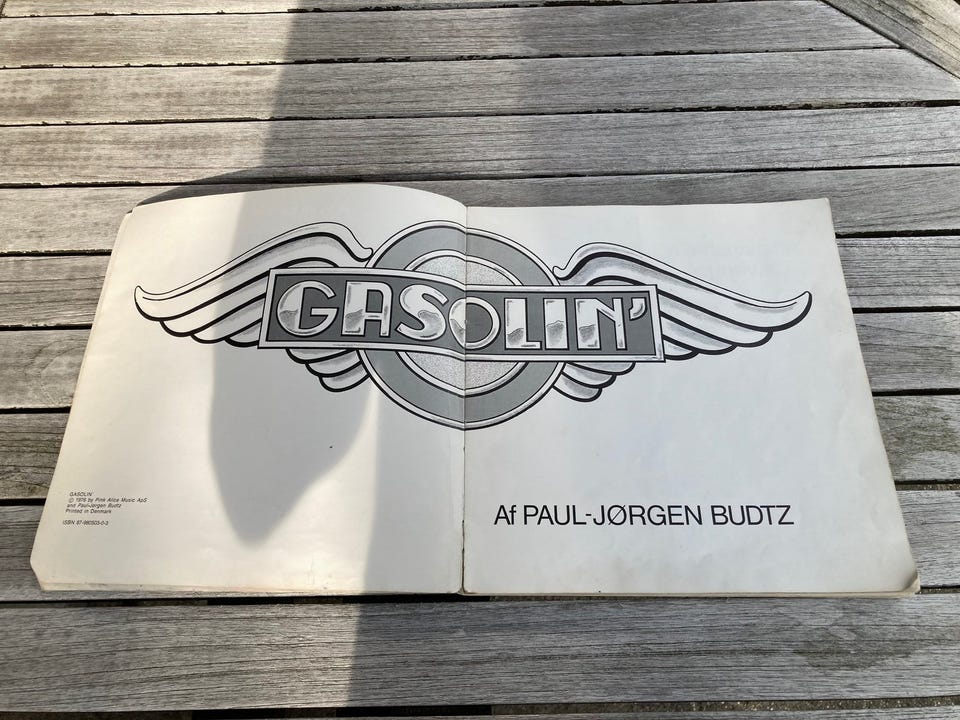 GASOLIN'
GASOLIN'
© 1976 by Pink Alice Music ApS
and Paul-Jørgen Budtz
Printed in Denmark
ISBN 87-980503-0-3
Af PAUL-JØRGEN BUDTZ